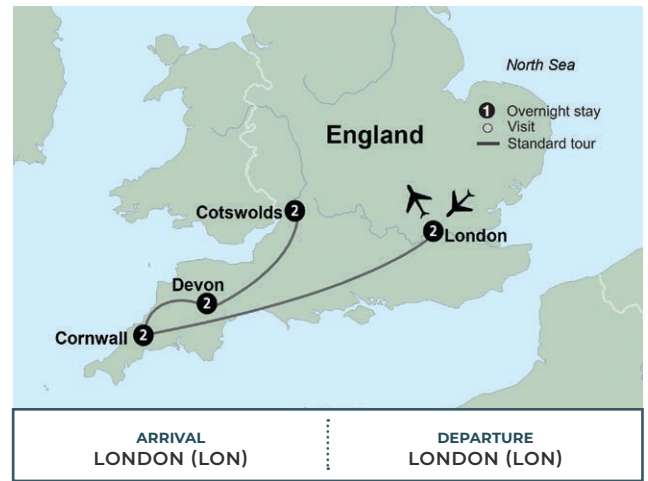 North Sea
1 Overnight stay
Visit
Standard tour
England
Cotswolds 2
2 London
Devon
2
Cornwall 2
ARRIVAL
LONDON (LON)
DEPARTURE
LONDON (LON)